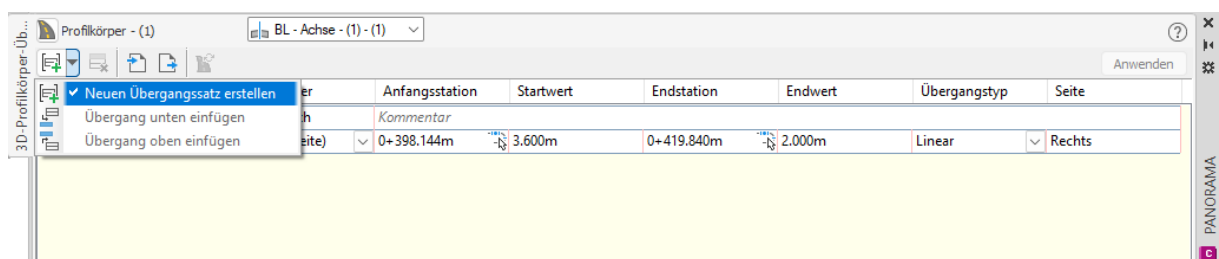 3D-Profilkörper-Üb...
Profilkörper - (1)
BL - Achse - (1) - (1)
Anwenden
Neuen Übergangssatz erstellen
Übergang unten einfügen
Übergang oben einfügen
er Anfangsstation Startwert Endstation Endwert Übergangstyp Seite
h Kommentar
eite) 0+398.144m 3.600m 0+419.840m 2.000m Linear Rechts
PANORAMA
C